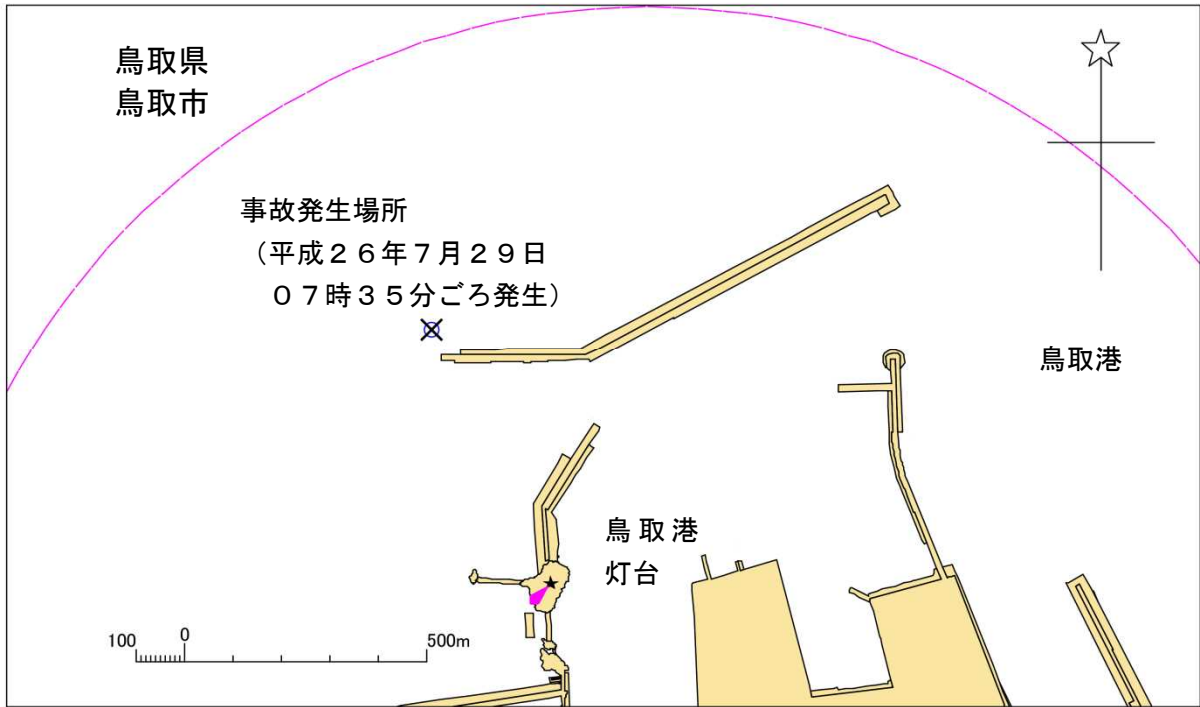 鳥取県
鳥取市
事故発生場所
（平成２６年７月２９日
０７時３５分ごろ発生）
鳥取港
鳥取港
灯台
100 0 500m